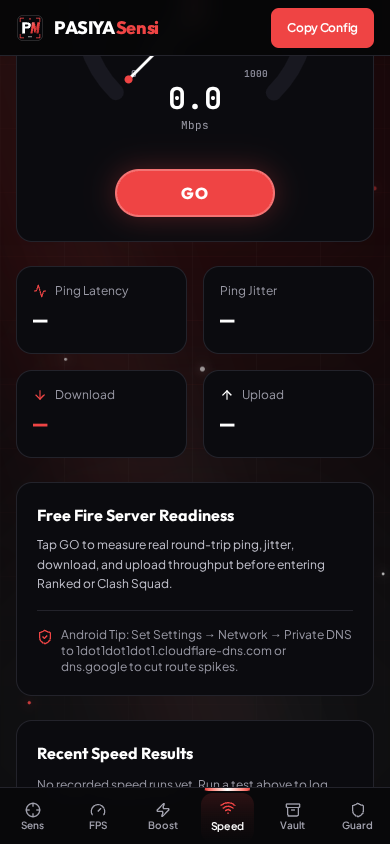 PM PASIYA Sensi
Copy Config
1000
0.0
Mbps
GO
Ping Latency
Ping Jitter
—
—
Download
Upload
—
—
Free Fire Server Readiness
Tap GO to measure real round-trip ping, jitter,
download, and upload throughput before entering
Ranked or Clash Squad.
Android Tip: Set Settings → Network → Private DNS
to 1dot1dot1dot1.cloudflare-dns.com or
dns.google to cut route spikes.
Recent Speed Results
No recorded speed runs yet. Run a test above to log
Sens
FPS
Boost
Speed
Vault
Guard